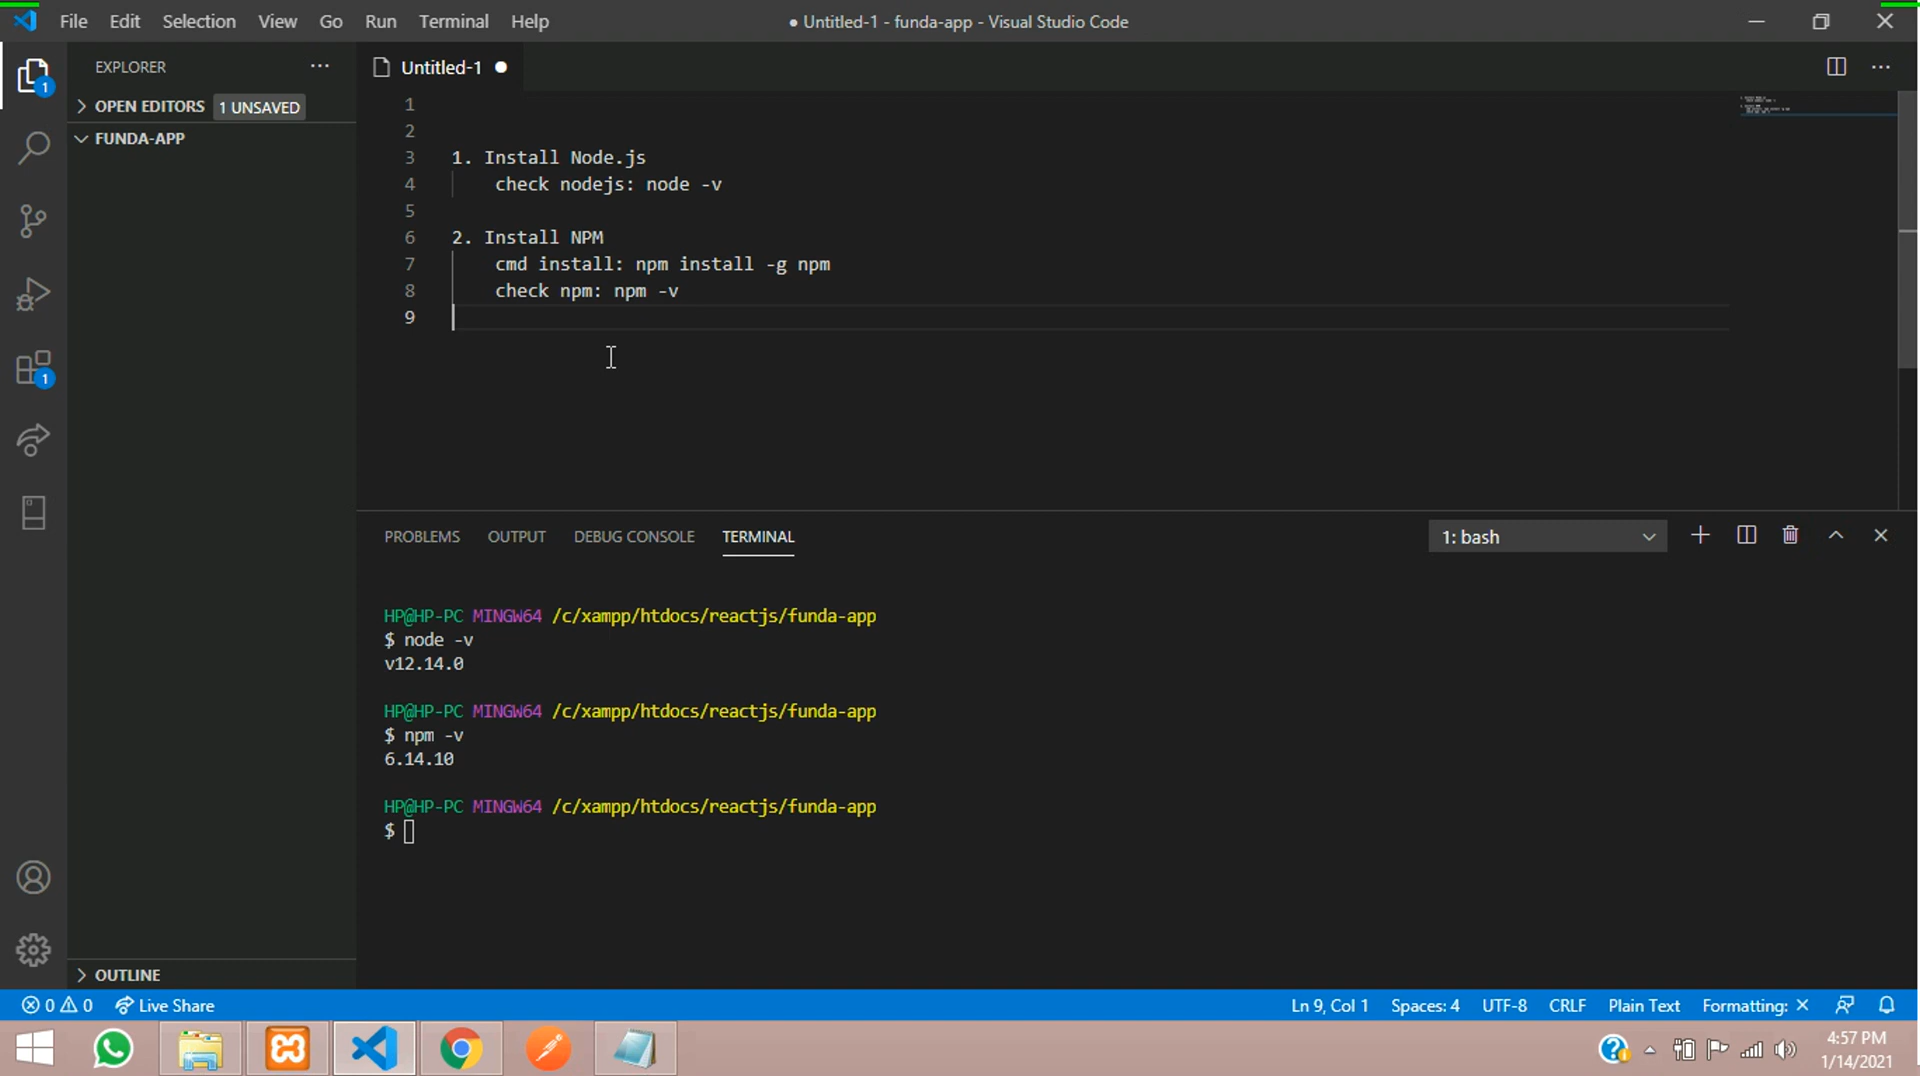 File Edit Selection View Go Run Terminal Help
● Untitled-1 - funda-app - Visual Studio Code
EXPLORER
OPEN EDITORS 1 UNSAVED
FUNDA-APP
1
1
Untitled-1
1
2
3 1. Install Node.js
4 check nodejs: node -v
5
6 2. Install NPM
7 cmd install: npm install -g npm
8 check npm: npm -v
9
PROBLEMS OUTPUT DEBUG CONSOLE TERMINAL
1: bash
HP@HP-PC MINGW64 /c/xampp/htdocs/reactjs/funda-app
$ node -v
v12.14.0
HP@HP-PC MINGW64 /c/xampp/htdocs/reactjs/funda-app
$ npm -v
6.14.10
HP@HP-PC MINGW64 /c/xampp/htdocs/reactjs/funda-app
$
OUTLINE
0 0 Live Share
Ln 9, Col 1 Spaces: 4 UTF-8 CRLF Plain Text Formatting: ×
4:57 PM
1/14/2021